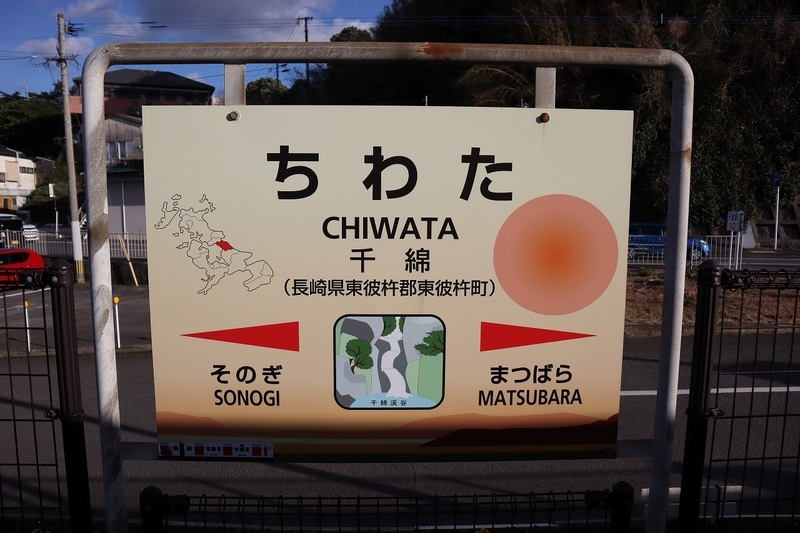 ちわた
CHIWATA
千綿
（長崎県東彼杵郡東彼杵町）
そのぎ
SONOGI
まつばら
MATSUBARA
千綿渓谷